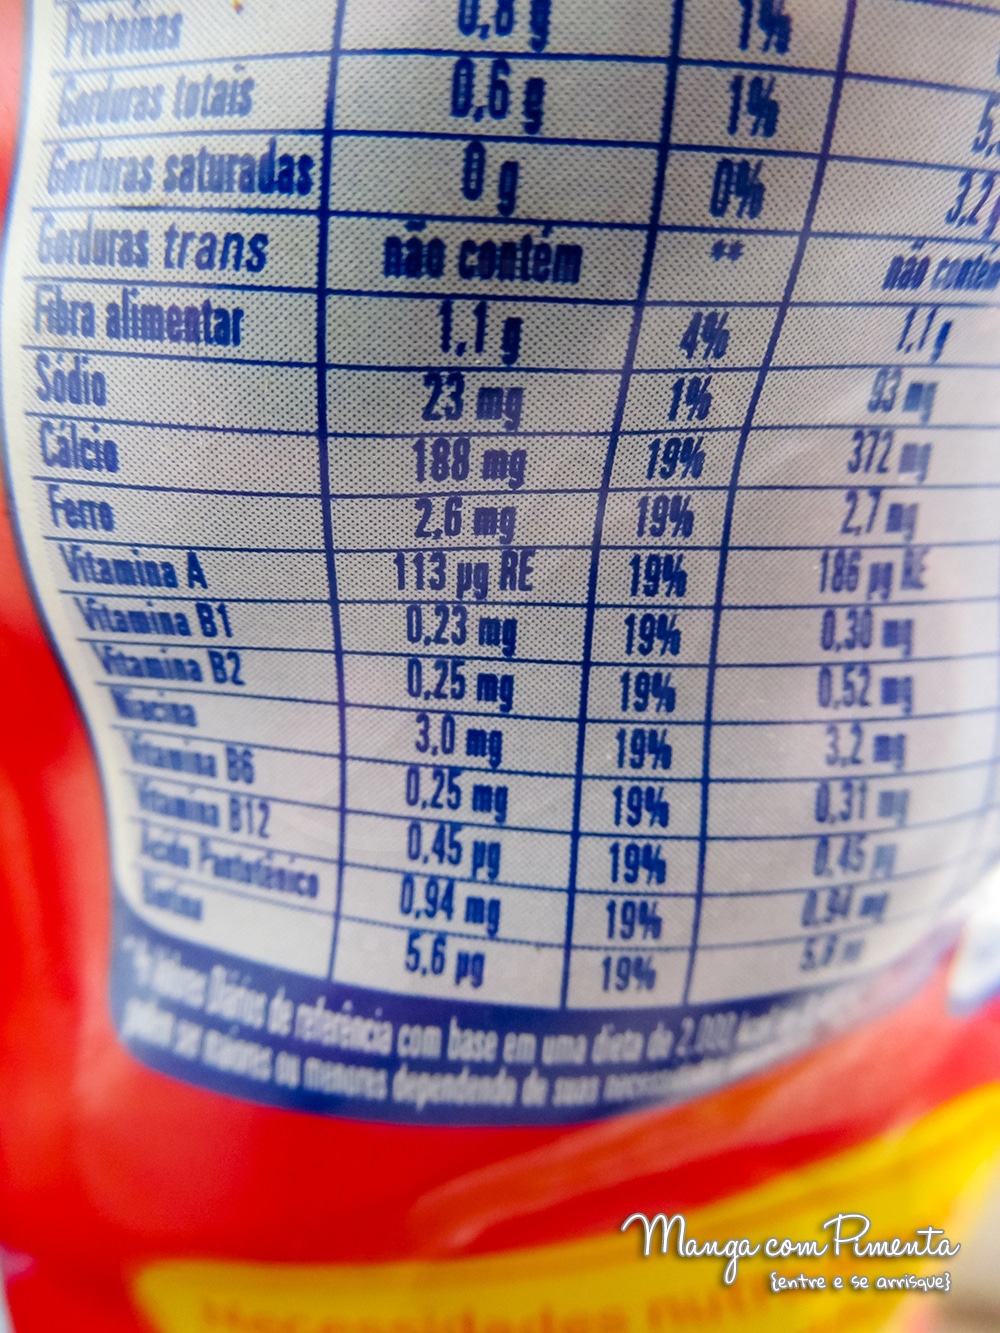 Proteínas 0,8 g 1%
Gorduras totais 0,6 g 1% 5,
Gorduras saturadas 0 g 0% 3,2
Gorduras trans não contém ** não contém
Fibra alimentar 1,1 g 4% 1,1 g
Sódio 23 mg 1% 93 mg
Cálcio 188 mg 19% 372 mg
Ferro 2,6 mg 19% 2,7 mg
Vitamina A 113 µg RE 19% 186 µg RE
Vitamina B1 0,23 mg 19% 0,30 mg
Vitamina B2 0,25 mg 19% 0,52 mg
Niacina 3,0 mg 19% 3,2 mg
Vitamina B6 0,25 mg 19% 0,31 mg
Vitamina B12 0,45 µg 19% 0,45 µg
Ácido Pantotênico 0,94 mg 19% 0,94 mg
Biotina 5,6 µg 19%
Valores Diários de referência com base em uma dieta de 2.000
podem ser maiores ou menores dependendo de suas
Manga com Pimenta
{entre e se arrisque}
Necessidades